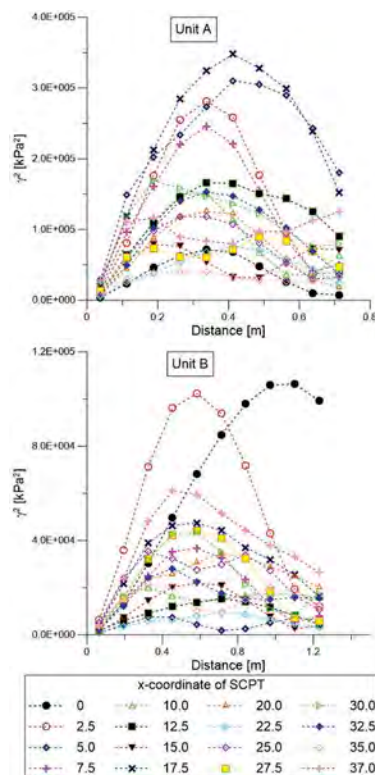 Unit A
4.0E+005
3.0E+005
2.0E+005
1.0E+005
0.0E+000
γ² [kPa²]
0 0.2 0.4 0.6 0.8
Distance [m]
Unit B
1.2E+005
8.0E+004
4.0E+004
0.0E+000
γ² [kPa²]
0 0.4 0.8 1.2
Distance [m]
x-coordinate of SCPT
0 10.0 20.0 30.0
2.5 12.5 22.5 32.5
5.0 15.0 25.0 35.0
7.5 17.5 27.5 37.0